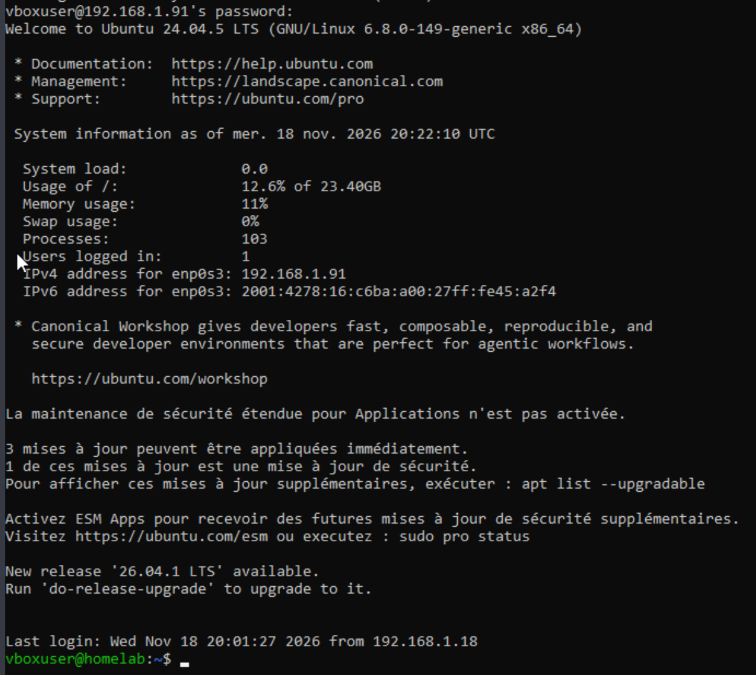 vboxuser@192.168.1.91's password:
Welcome to Ubuntu 24.04.5 LTS (GNU/Linux 6.8.0-149-generic x86_64)
* Documentation:  https://help.ubuntu.com
* Management:     https://landscape.canonical.com
* Support:        https://ubuntu.com/pro
System information as of mer. 18 nov. 2026 20:22:10 UTC
System load:             0.0
Usage of /:              12.6% of 23.40GB
Memory usage:            11%
Swap usage:              0%
Processes:               103
Users logged in:         1
IPv4 address for enp0s3: 192.168.1.91
IPv6 address for enp0s3: 2001:4278:16:c6ba:a00:27ff:fe45:a2f4
* Canonical Workshop gives developers fast, composable, reproducible, and
secure developer environments that are perfect for agentic workflows.
https://ubuntu.com/workshop
La maintenance de sécurité étendue pour Applications n'est pas activée.
3 mises à jour peuvent être appliquées immédiatement.
1 de ces mises à jour est une mise à jour de sécurité.
Pour afficher ces mises à jour supplémentaires, exécuter : apt list --upgradable
Activez ESM Apps pour recevoir des futures mises à jour de sécurité supplémentaires.
Visitez https://ubuntu.com/esm ou executez : sudo pro status
New release '26.04.1 LTS' available.
Run 'do-release-upgrade' to upgrade to it.
Last login: Wed Nov 18 20:01:27 2026 from 192.168.1.18
vboxuser@homelab:~$